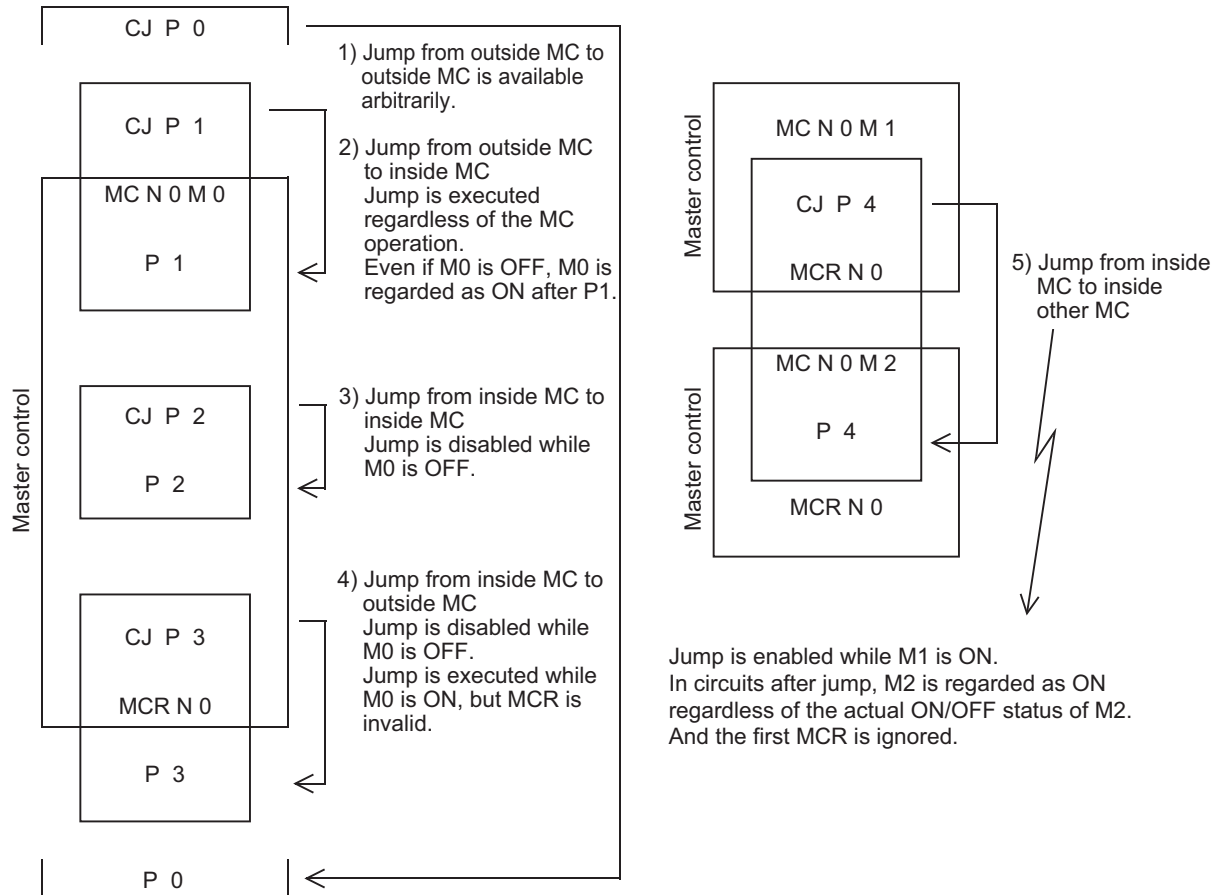 CJ P 0
1) Jump from outside MC to
outside MC is available
arbitrarily.
CJ P 1
2) Jump from outside MC
to inside MC
Jump is executed
regardless of the MC
operation.
Even if M0 is OFF, M0 is
regarded as ON after P1.
MC N 0 M 0
P 1
Master control
CJ P 2
P 2
3) Jump from inside MC to
inside MC
Jump is disabled while
M0 is OFF.
4) Jump from inside MC to
outside MC
Jump is disabled while
M0 is OFF.
Jump is executed while
M0 is ON, but MCR is
invalid.
CJ P 3
MCR N 0
P 3
P 0
Master control
MC N 0 M 1
CJ P 4
MCR N 0
5) Jump from inside
MC to inside
other MC
Master control
MC N 0 M 2
P 4
MCR N 0
Jump is enabled while M1 is ON.
In circuits after jump, M2 is regarded as ON
regardless of the actual ON/OFF status of M2.
And the first MCR is ignored.